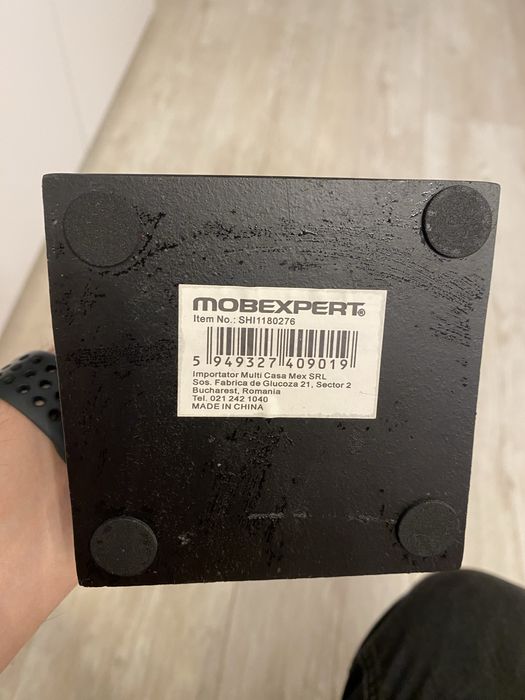 MOBEXPERT®
Item No.: SHI1180276
5 949327 409019
Importator Multi Casa Mex SRL
Sos. Fabrica de Glucoza 21, Sector 2
Bucharest, Romania
Tel. 021 242 1040
MADE IN CHINA